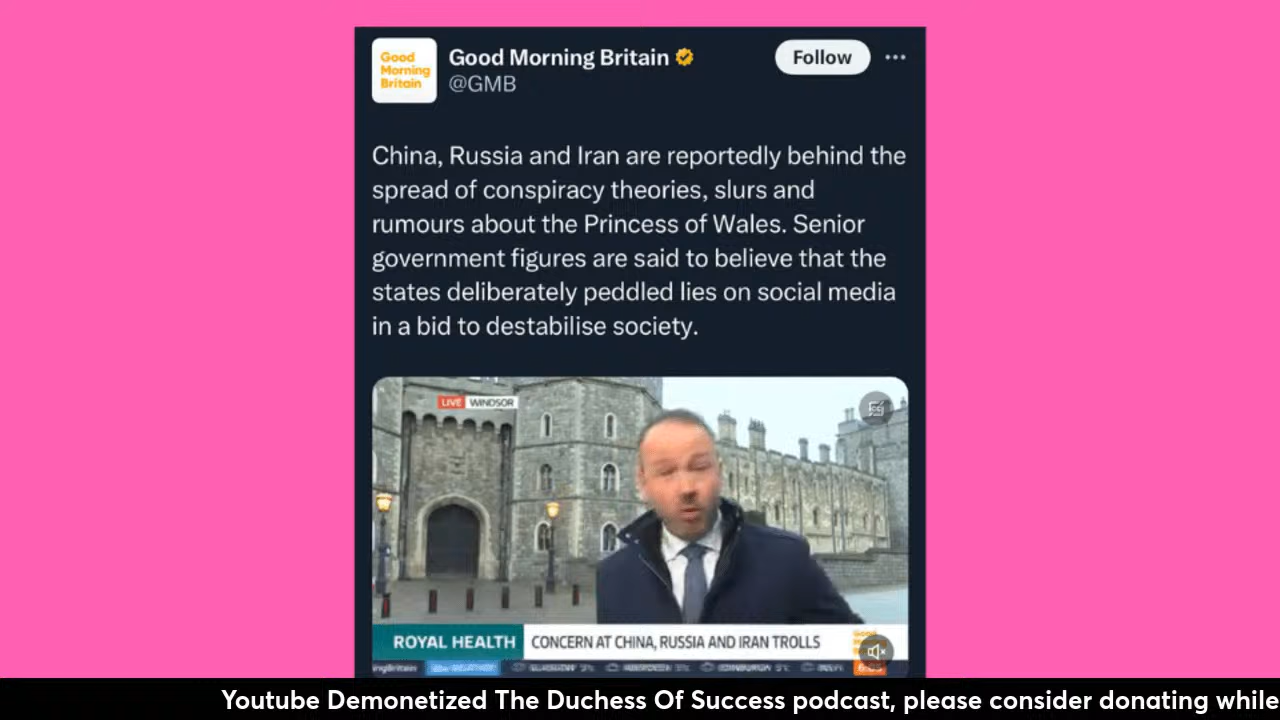 Good
Morning
Britain
Good Morning Britain
@GMB
Follow
China, Russia and Iran are reportedly behind the
spread of conspiracy theories, slurs and
rumours about the Princess of Wales. Senior
government figures are said to believe that the
states deliberately peddled lies on social media
in a bid to destabilise society.
LIVE WINDSOR
ROYAL HEALTH CONCERN AT CHINA, RUSSIA AND IRAN TROLLS
6:05
Youtube Demonetized The Duchess Of Success podcast, please consider donating while